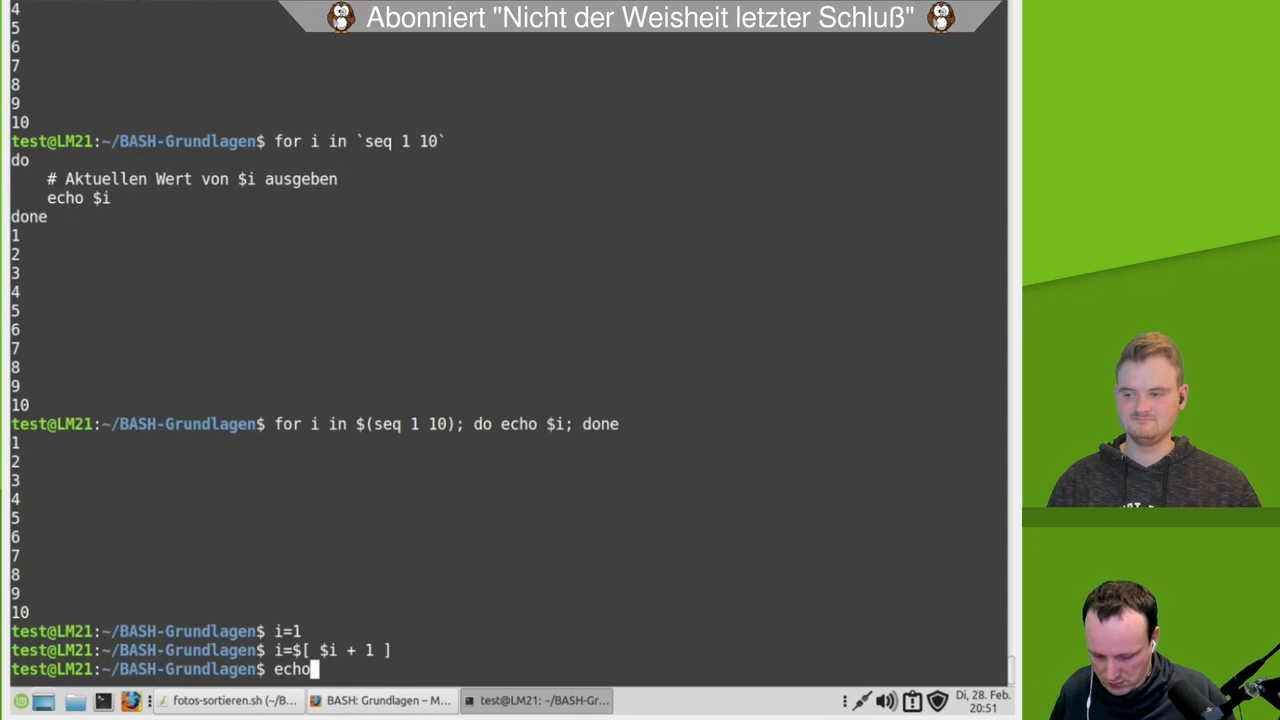 Abonniert "Nicht der Weisheit letzter Schluß"
4
5
6
7
8
9
10
test@LM21:~/BASH-Grundlagen$ for i in `seq 1 10`
do
    # Aktuellen Wert von $i ausgeben
    echo $i
done
1
2
3
4
5
6
7
8
9
10
test@LM21:~/BASH-Grundlagen$ for i in $(seq 1 10); do echo $i; done
1
2
3
4
5
6
7
8
9
10
test@LM21:~/BASH-Grundlagen$ i=1
test@LM21:~/BASH-Grundlagen$ i=$[ $i + 1 ]
test@LM21:~/BASH-Grundlagen$ echo
fotos-sortieren.sh (~/B... BASH: Grundlagen – M... test@LM21: ~/BASH-Gr... Di, 28. Feb.
20:51